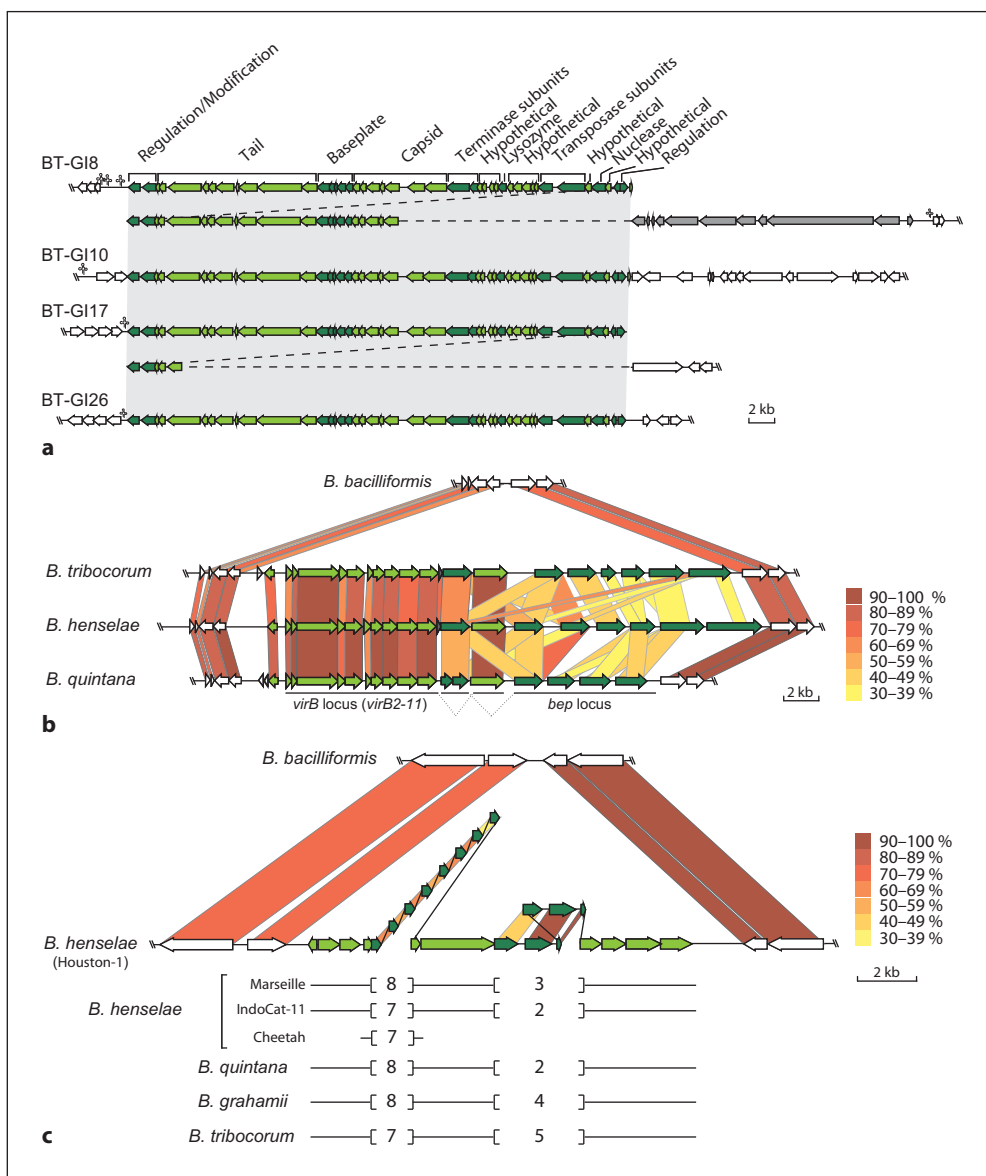 Regulation/Modification
Tail
Baseplate
Capsid
Terminase subunits
Hypothetical
Lysozyme
Hypothetical
Transposase subunits
Hypothetical
Nuclease
Hypothetical
Regulation
BT-GI8
BT-GI10
BT-GI17
BT-GI26
2 kb
a
B. bacilliformis
B. tribocorum
B. henselae
B. quintana
90–100 %
80–89 %
70–79 %
60–69 %
50–59 %
40–49 %
30–39 %
2 kb
virB locus (virB2-11)
bep locus
b
B. bacilliformis
90–100 %
80–89 %
70–79 %
60–69 %
50–59 %
40–49 %
30–39 %
B. henselae
(Houston-1)
2 kb
Marseille 8 3
B. henselae IndoCat-11 7 2
Cheetah 7
B. quintana 8 2
B. grahamii 8 4
B. tribocorum 7 5
c